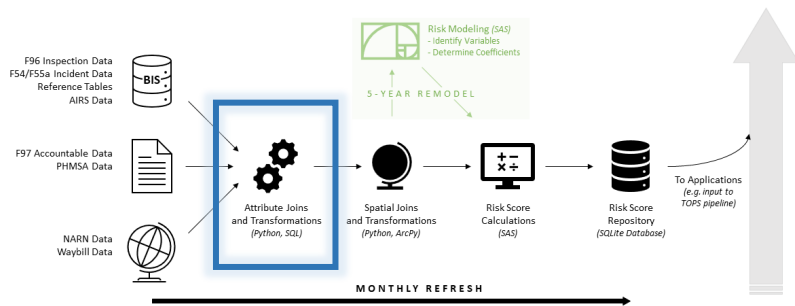 F96 Inspection Data
F54/F55a Incident Data
Reference Tables
AIRS Data
BIS
F97 Accountable Data
PHMSA Data
NARN Data
Waybill Data
Attribute Joins
and Transformations
(Python, SQL)
Risk Modeling (SAS)
- Identify Variables
- Determine Coefficients
5-YEAR REMODEL
Spatial Joins
and Transformations
(Python, ArcPy)
Risk Score
Calculations
(SAS)
Risk Score
Repository
(SQLite Database)
To Applications
(e.g. input to
TOPS pipeline)
MONTHLY REFRESH